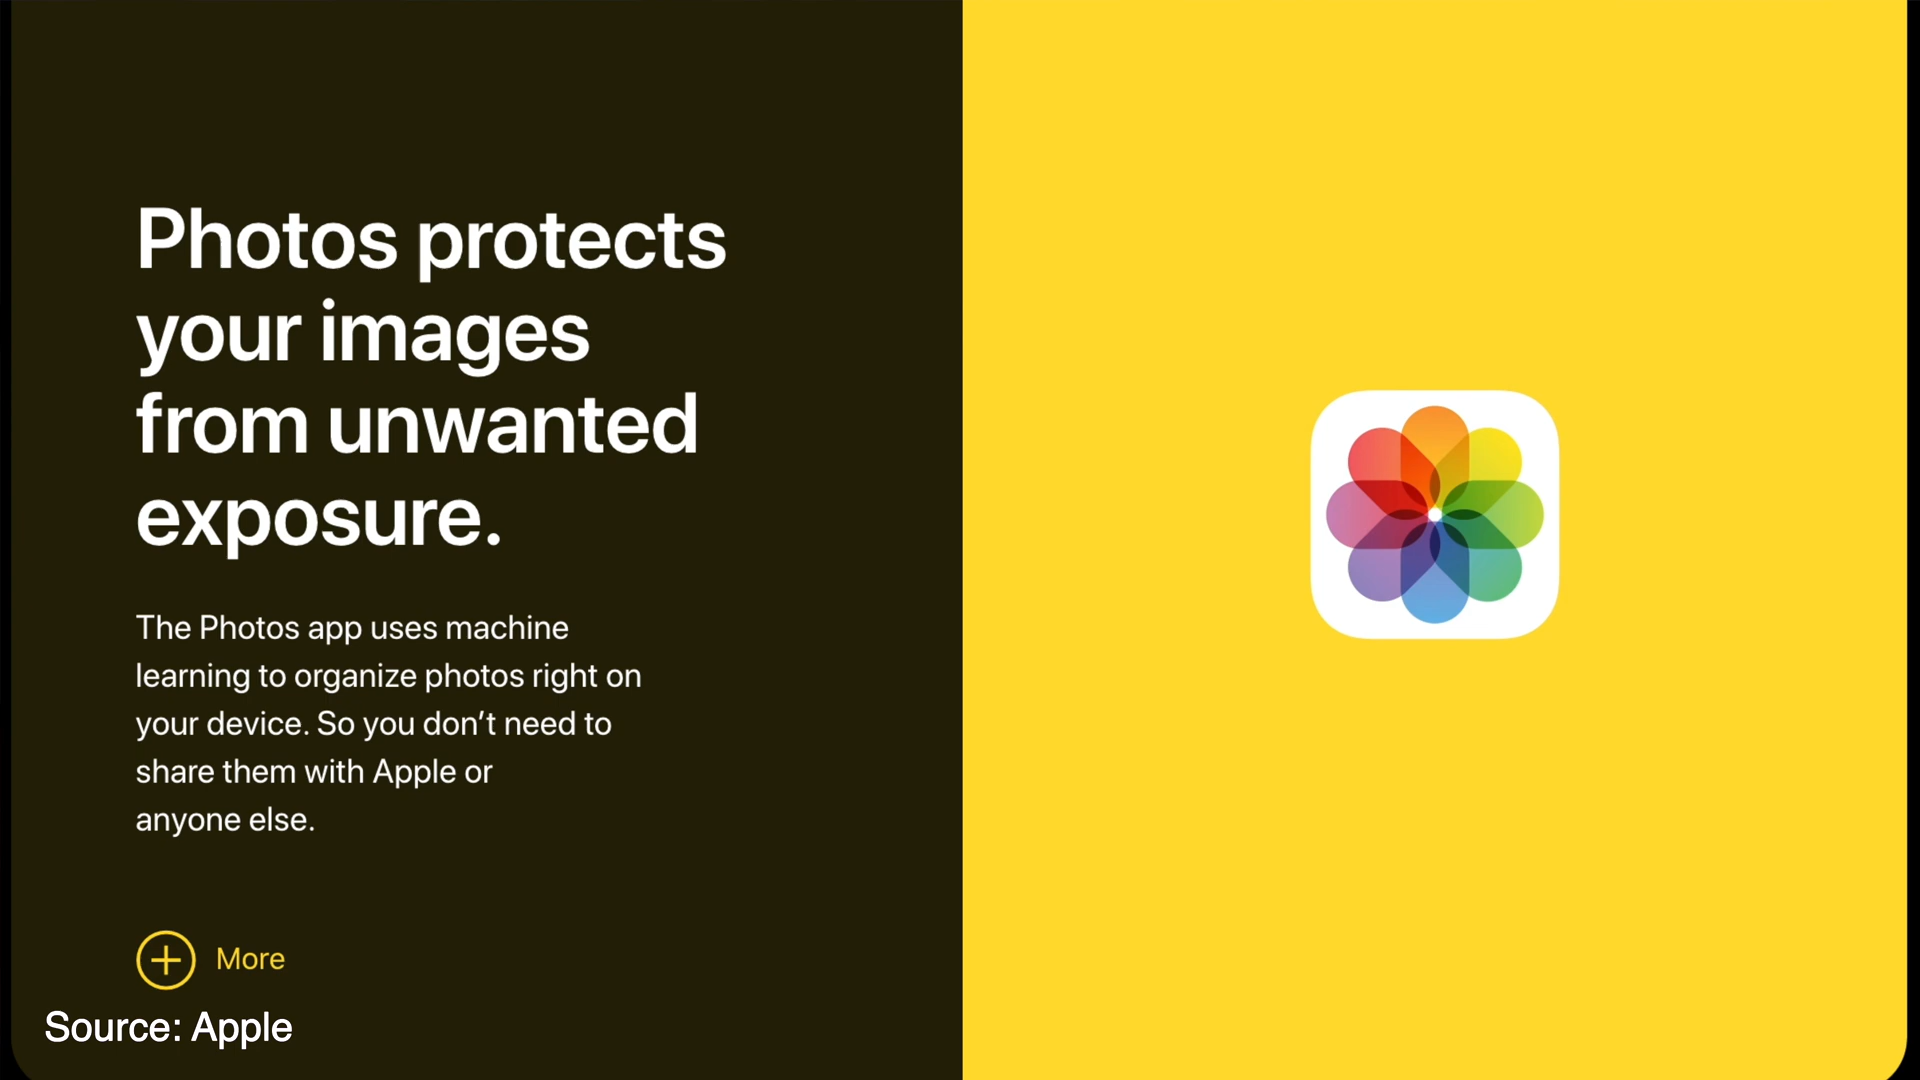 Photos protects
your images
from unwanted
exposure.
The Photos app uses machine
learning to organize photos right on
your device. So you don’t need to
share them with Apple or
anyone else.
More
Source: Apple